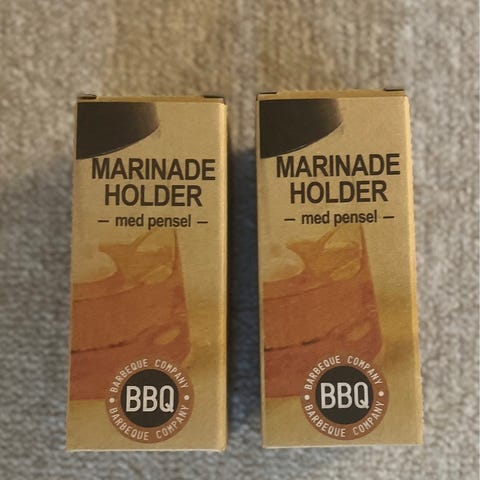 MARINADE
HOLDER
– med pensel –
BARBEQUE COMPANY
BBQ
BARBEQUE COMPANY
MARINADE
HOLDER
– med pensel –
BARBEQUE COMPANY
BBQ
BARBEQUE COMPANY